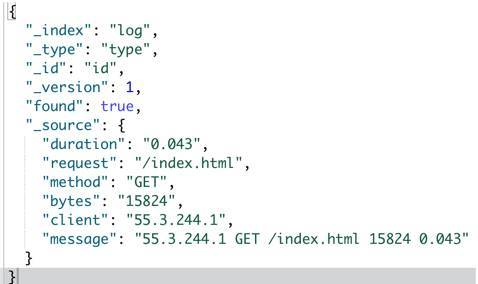 {
  "_index": "log",
  "_type": "type",
  "_id": "id",
  "_version": 1,
  "found": true,
  "_source": {
    "duration": "0.043",
    "request": "/index.html",
    "method": "GET",
    "bytes": "15824",
    "client": "55.3.244.1",
    "message": "55.3.244.1 GET /index.html 15824 0.043"
  }
}